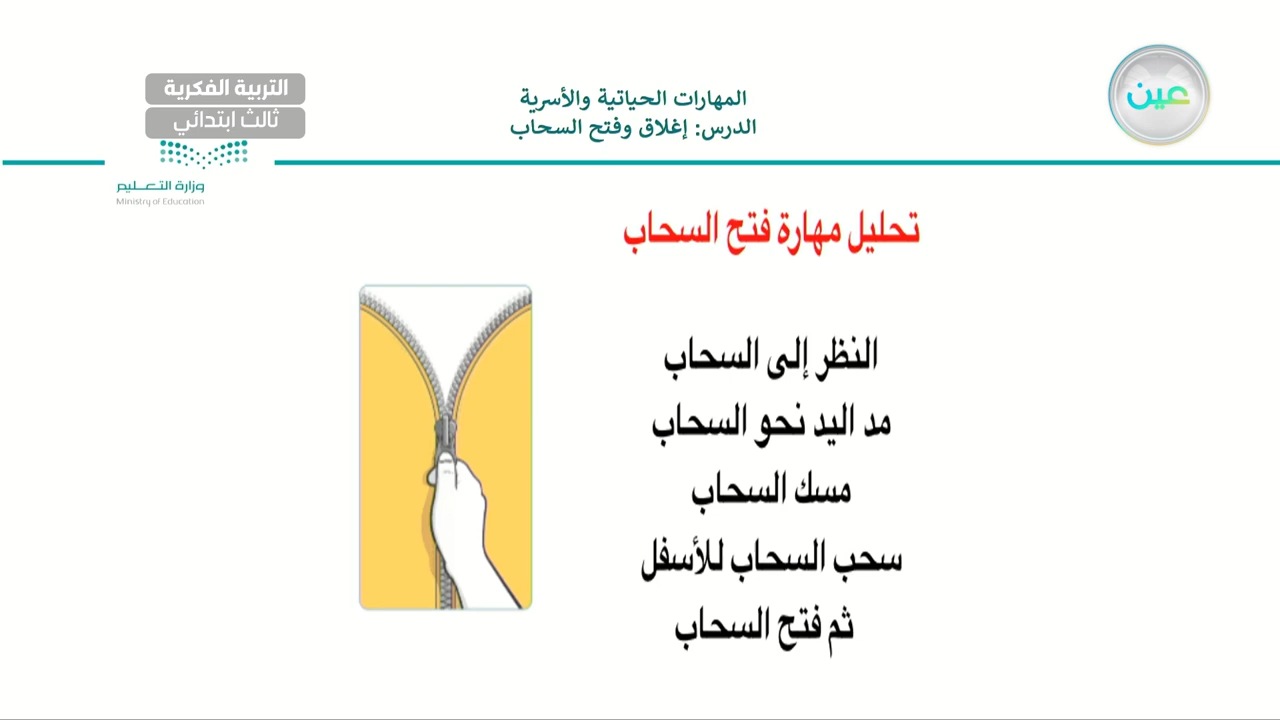 عين
المهارات الحياتية والأسرية
الدرس: إغلاق وفتح السحاب
التربية الفكرية
ثالث ابتدائي
وزارة التعـــليم
Ministry of Education
تحليل مهارة فتح السحاب
النظر إلى السحاب
مد اليد نحو السحاب
مسك السحاب
سحب السحاب للأسفل
ثم فتح السحاب